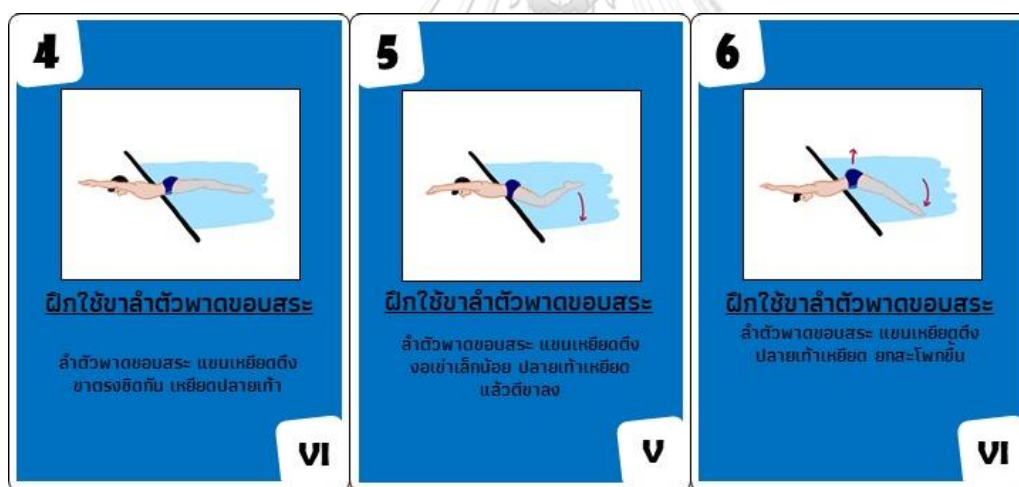 4
ฝึกใช้ขาลำตัวพาดขอบสระ
ลำตัวพาดขอบสระ แขนเหยียดตึง
ขาตรงชิดกัน เหยียดปลายเท้า
VI
5
ฝึกใช้ขาลำตัวพาดขอบสระ
ลำตัวพาดขอบสระ แขนเหยียดตึง
งอเข่าเล็กน้อย ปลายเท้าเหยียด
แล้วตีขาลง
V
6
ฝึกใช้ขาลำตัวพาดขอบสระ
ลำตัวพาดขอบสระ แขนเหยียดตึง
ปลายเท้าเหยียด ยกสะโพกขึ้น
VI